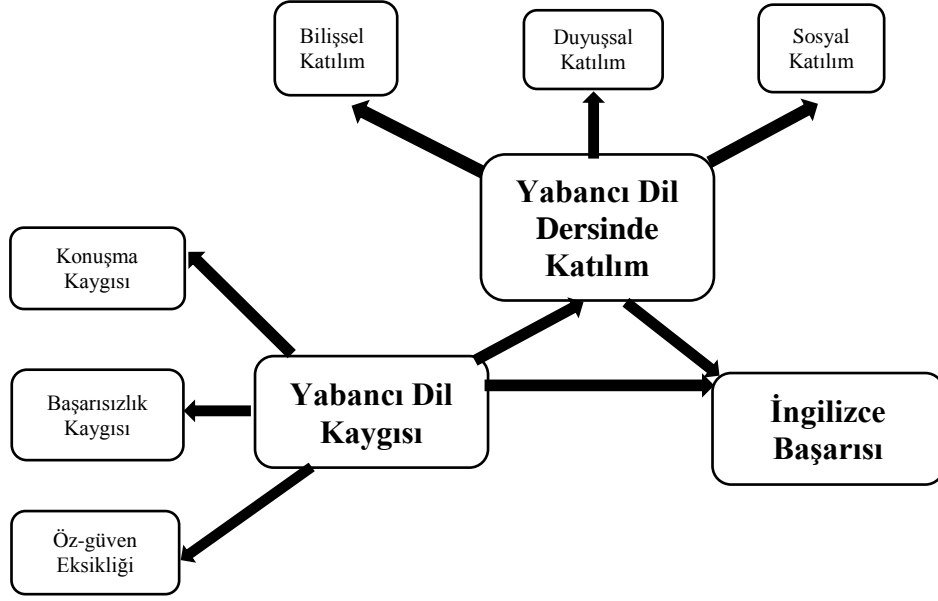 Bilişsel
Katılım
Duyuşsal
Katılım
Sosyal
Katılım
Yabancı Dil
Dersinde
Katılım
Konuşma
Kaygısı
Başarısızlık
Kaygısı
Yabancı Dil
Kaygısı
İngilizce
Başarısı
Öz-güven
Eksikliği